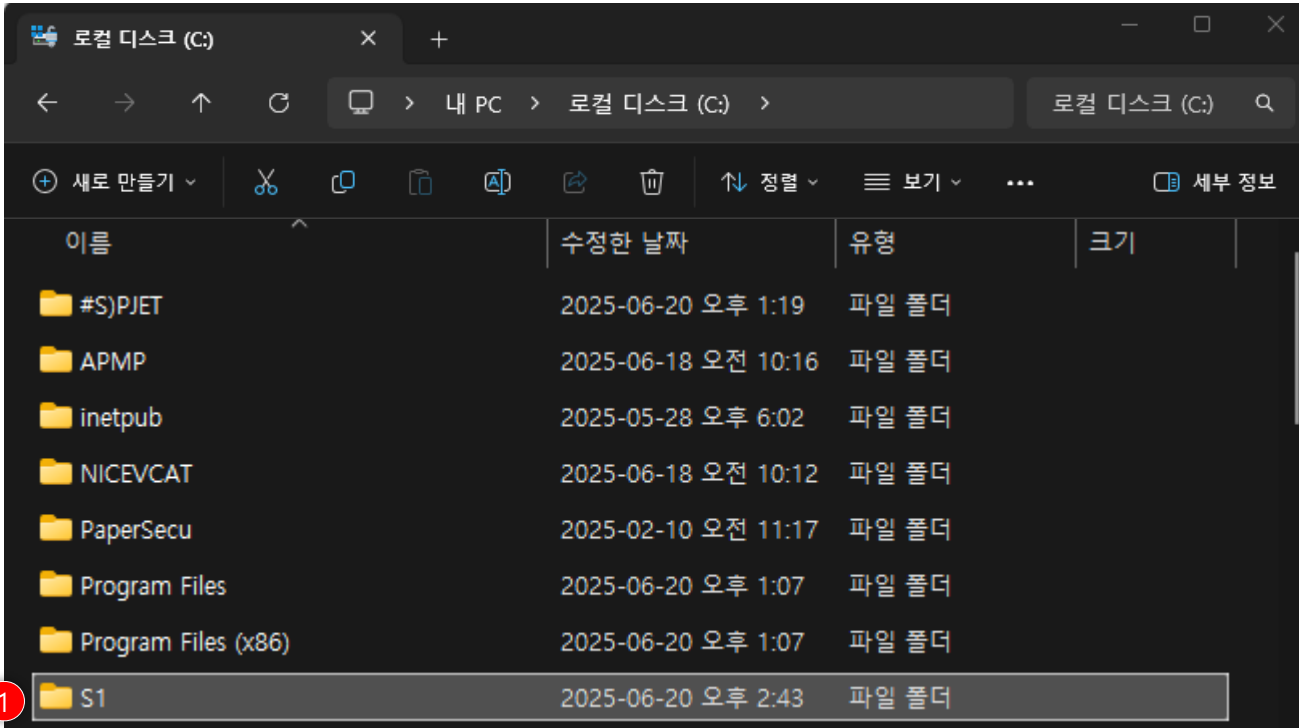 로컬 디스크 (C:)
내 PC > 로컬 디스크 (C:) > 로컬 디스크 (C:)
새로 만들기 정렬 보기 세부 정보
이름 수정한 날짜 유형 크기
#S)PJET 2025-06-20 오후 1:19 파일 폴더
APMP 2025-06-18 오전 10:16 파일 폴더
inetpub 2025-05-28 오후 6:02 파일 폴더
NICEVCAT 2025-06-18 오전 10:12 파일 폴더
PaperSecu 2025-02-10 오전 11:17 파일 폴더
Program Files 2025-06-20 오후 1:07 파일 폴더
Program Files (x86) 2025-06-20 오후 1:07 파일 폴더
1 S1 2025-06-20 오후 2:43 파일 폴더